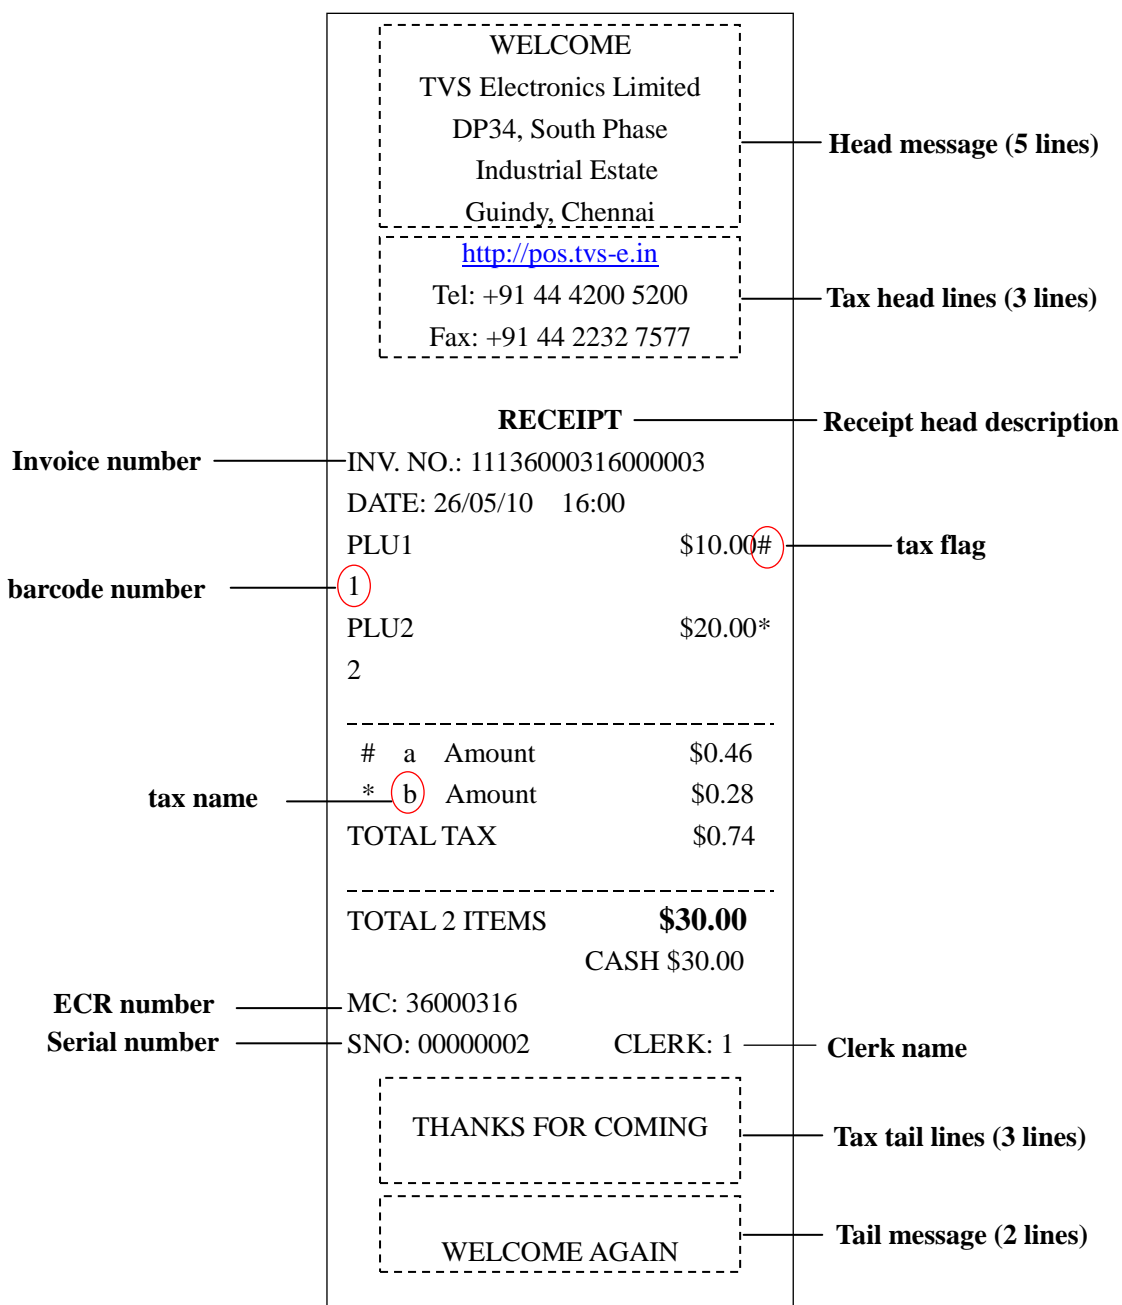 WELCOME
TVS Electronics Limited
DP34, South Phase
Industrial Estate
Guindy, Chennai
Head message (5 lines)
http://pos.tvs-e.in
Tel: +91 44 4200 5200
Fax: +91 44 2232 7577
Tax head lines (3 lines)
RECEIPT
Receipt head description
Invoice number
INV. NO.: 11136000316000003
DATE: 26/05/10 16:00
PLU1 $10.00#
tax flag
barcode number
1
PLU2 $20.00*
2
# a Amount $0.46
tax name
* b Amount $0.28
TOTAL TAX $0.74
TOTAL 2 ITEMS $30.00
CASH $30.00
ECR number
MC: 36000316
Serial number
SNO: 00000002 CLERK: 1
Clerk name
THANKS FOR COMING
Tax tail lines (3 lines)
WELCOME AGAIN
Tail message (2 lines)